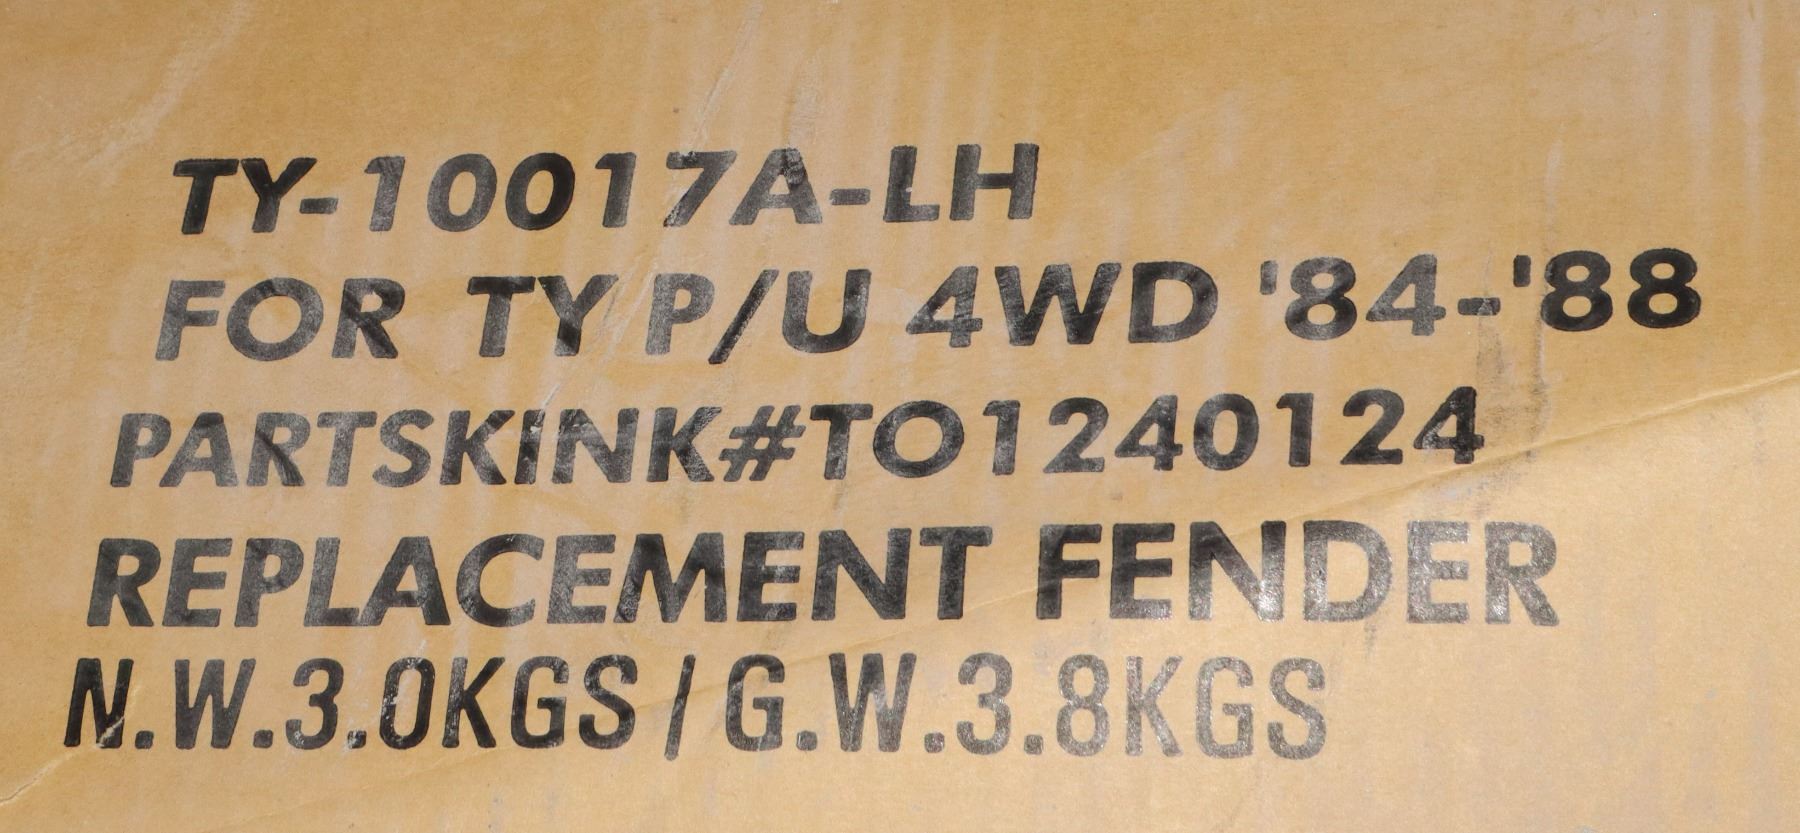 TY-10017A-LH
FOR TY P/U 4WD '84-'88
PARTSKINK#TO1240124
REPLACEMENT FENDER
N.W.3.0KGS/G.W.3.8KGS